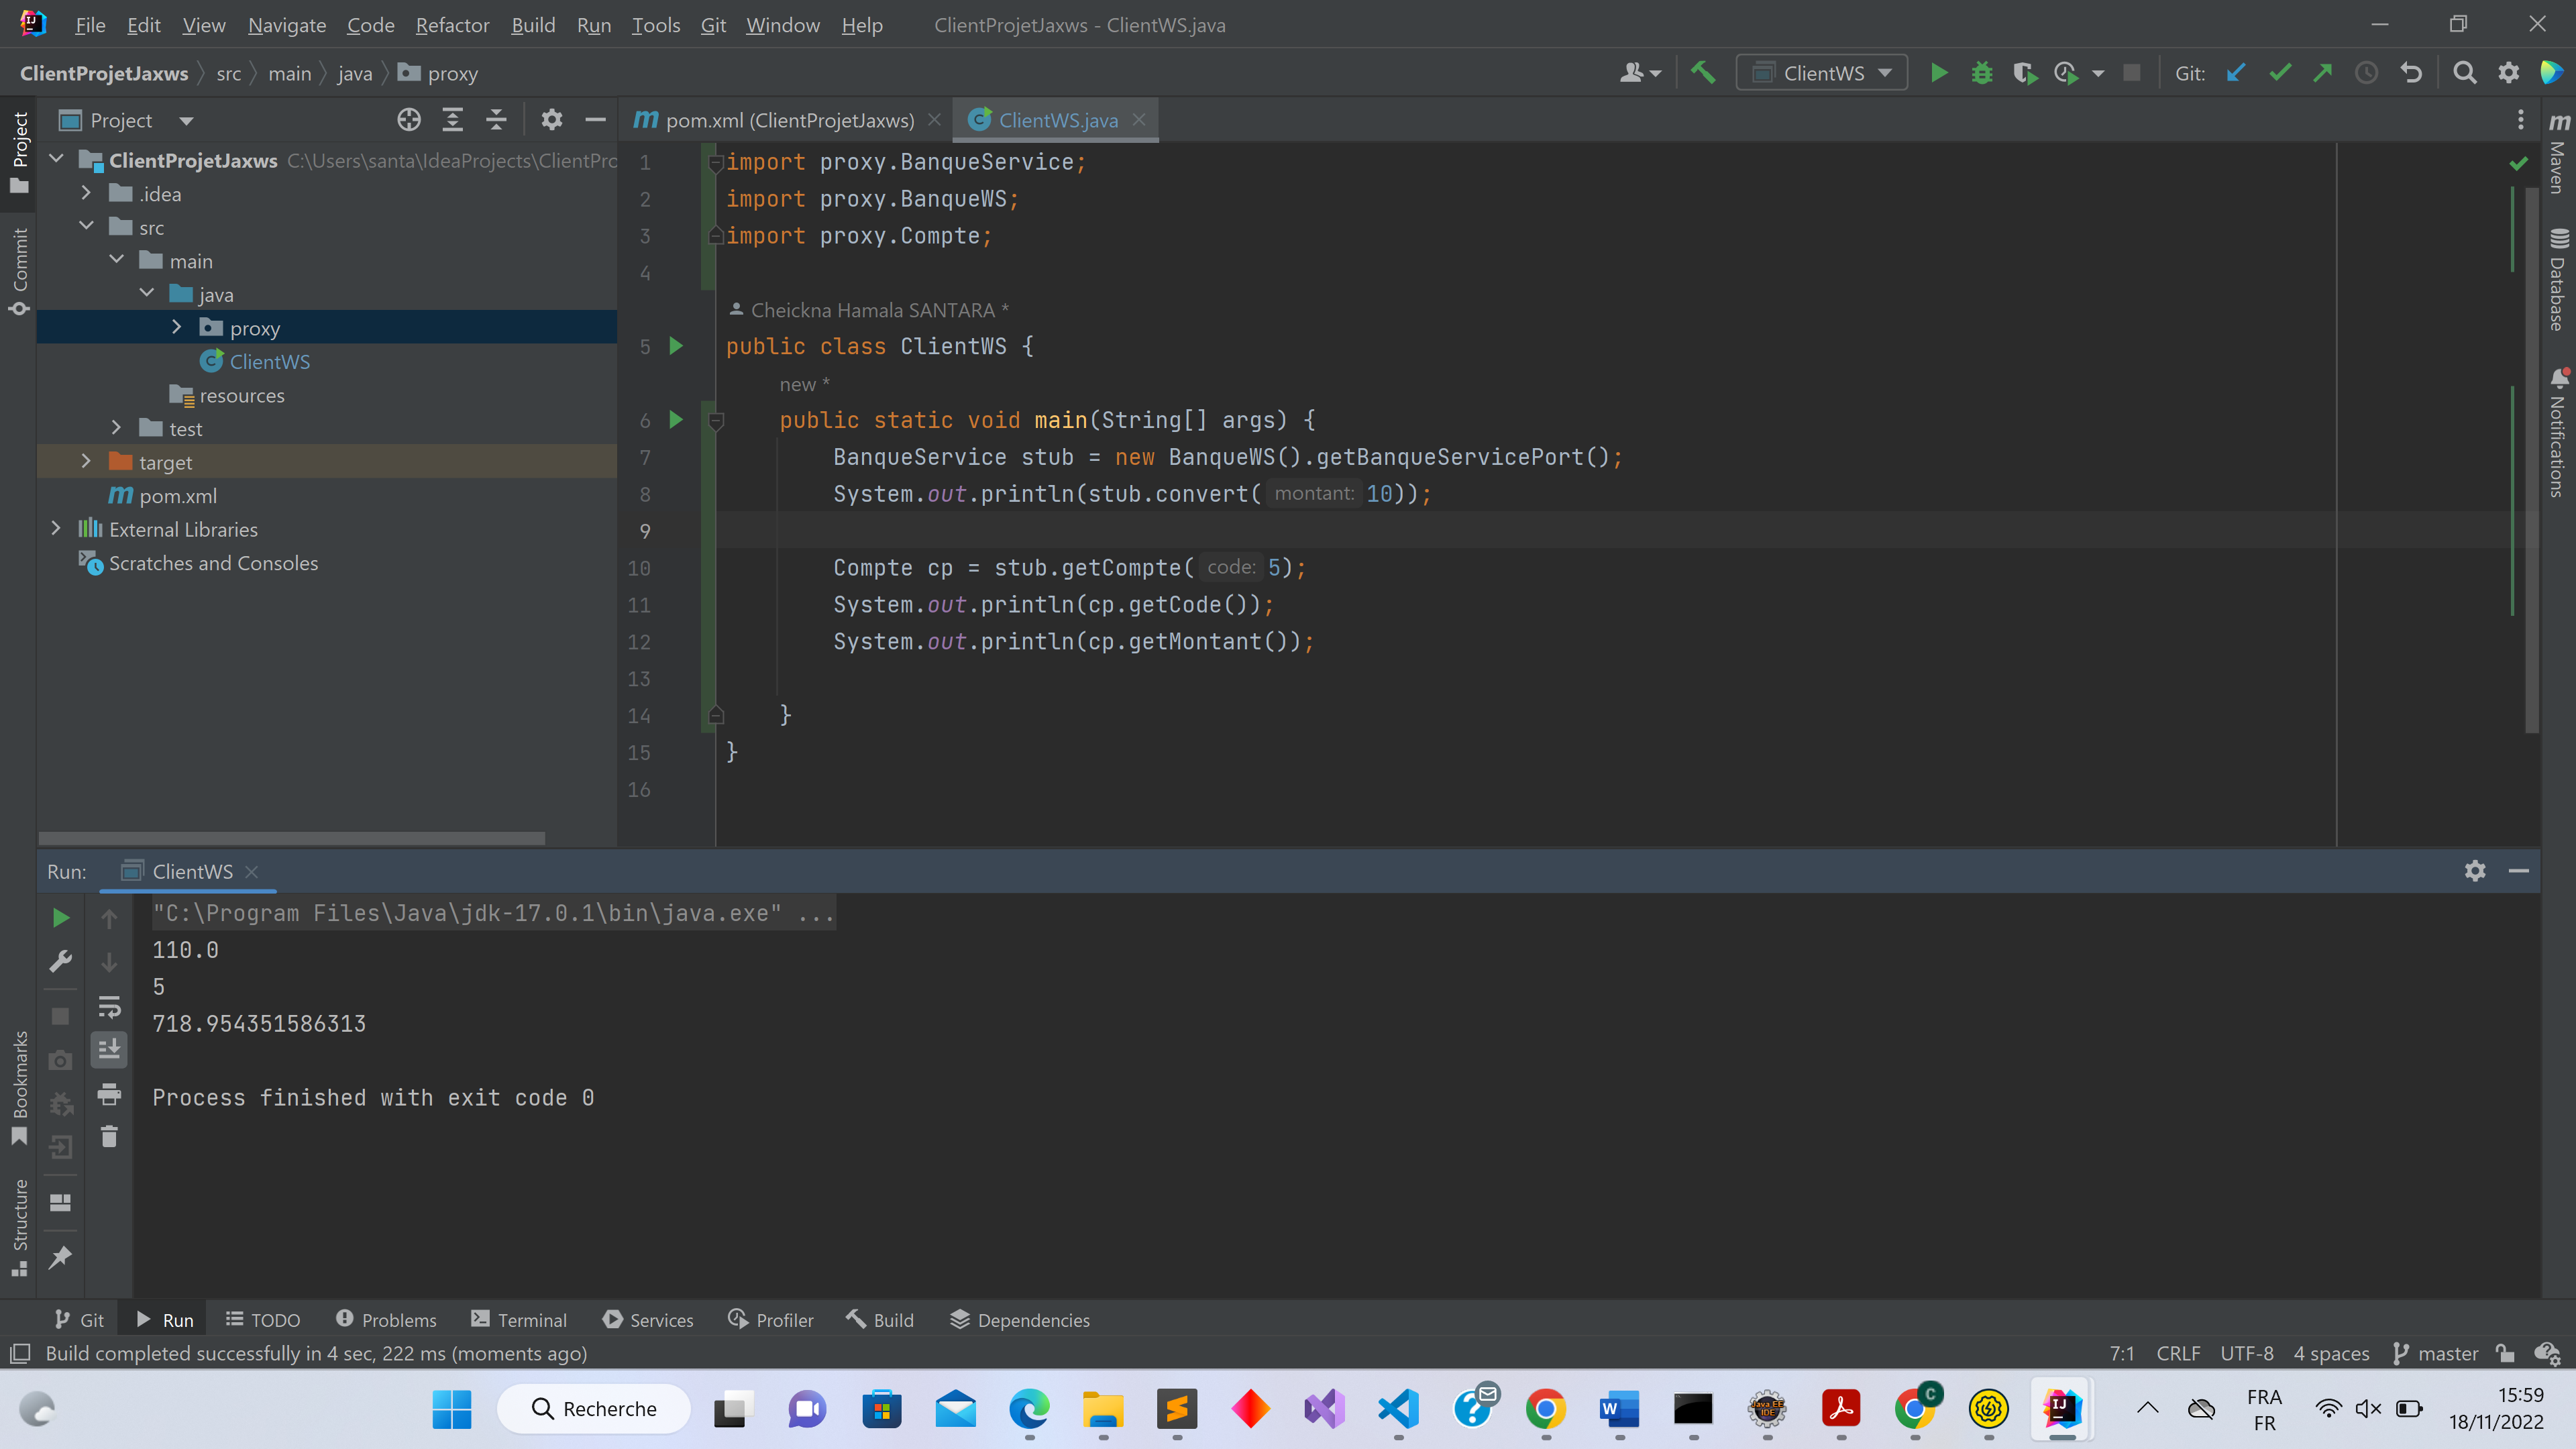 File Edit View Navigate Code Refactor Build Run Tools Git Window Help ClientProjetJaxws - ClientWS.java
ClientProjetJaxws src main java proxy ClientWS Git:
Project
pom.xml (ClientProjetJaxws) ClientWS.java
Project
Commit
Bookmarks
Structure
ClientProjetJaxws C:\Users\santa\IdeaProjects\ClientPro
.idea
src
main
java
proxy
ClientWS
resources
test
target
pom.xml
External Libraries
Scratches and Consoles
1 import proxy.BanqueService;
2 import proxy.BanqueWS;
3 import proxy.Compte;
4
Cheickna Hamala SANTARA *
5 public class ClientWS {
new *
6 public static void main(String[] args) {
7 BanqueService stub = new BanqueWS().getBanqueServicePort();
8 System.out.println(stub.convert( montant: 10));
9
10 Compte cp = stub.getCompte( code: 5);
11 System.out.println(cp.getCode());
12 System.out.println(cp.getMontant());
13
14 }
15 }
16
Maven
Database
Notifications
Run: ClientWS
"C:\Program Files\Java\jdk-17.0.1\bin\java.exe" ...
110.0
5
718.954351586313
Process finished with exit code 0
Git Run TODO Problems Terminal Services Profiler Build Dependencies
Build completed successfully in 4 sec, 222 ms (moments ago) 7:1 CRLF UTF-8 4 spaces master
Recherche
FRA
FR
15:59
18/11/2022